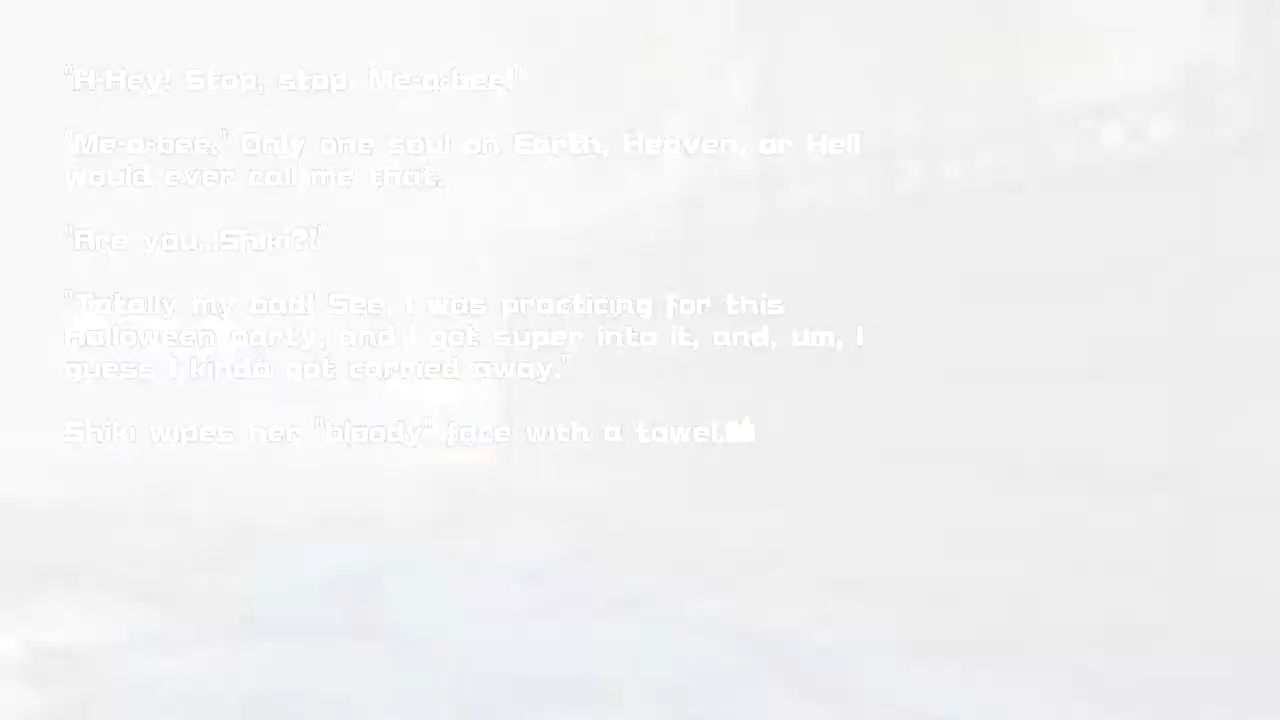 "H-Hey! Stop, stop. Me-a-bee!"
"Me-a-bee." Only one soul on Earth, Heaven, or Hell
would ever call me that.
"Are you...Shiki?!"
"Totally my bad! See, I was practicing for this
Halloween party, and I got super into it, and, um, I
guess I kinda got carried away."
Shiki wipes her "bloody" face with a towel.